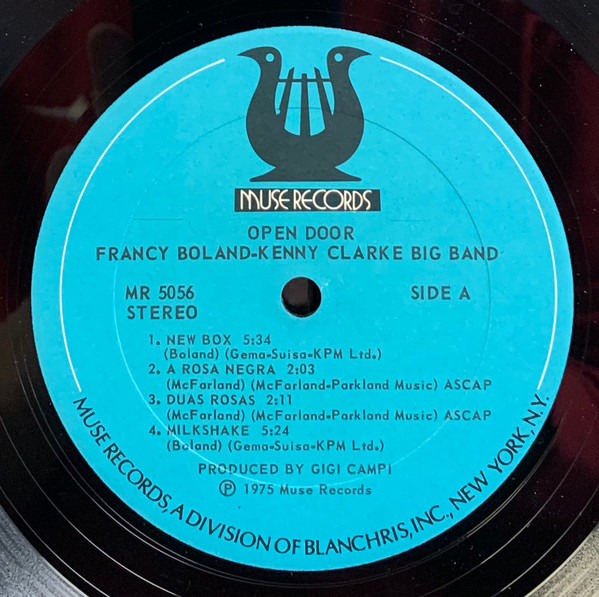 MUSE RECORDS
OPEN DOOR
FRANCY BOLAND-KENNY CLARKE BIG BAND
MR 5056 SIDE A
STEREO
1. NEW BOX 5:34
(Boland) (Gema-Suisa-KPM Ltd.)
2. A ROSA NEGRA 2:03
(McFarland) (McFarland-Parkland Music) ASCAP
3. DUAS ROSAS 2:11
(McFarland) (McFarland-Parkland Music) ASCAP
4. MILKSHAKE 5:24
(Boland) (Gema-Suisa-KPM Ltd.)
PRODUCED BY GIGI CAMPI
℗ 1975 Muse Records
MUSE RECORDS, A DIVISION OF BLANCHRIS, INC., NEW YORK, N.Y.